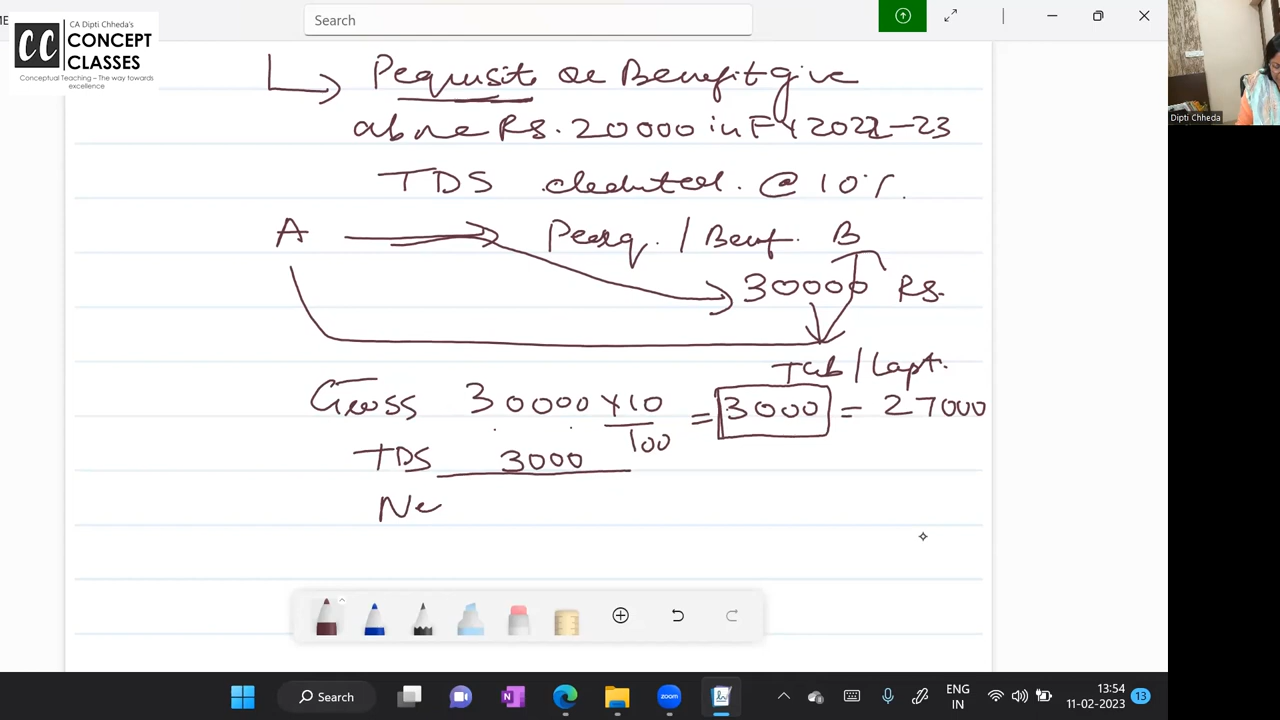 Search
CA Dipti Chheda's
CC CONCEPT
CLASSES
Conceptual Teaching – The way towards
excellence
Perquisite or Benefit give
above Rs. 20000 in FY 2022-23
TDS deducted. @ 10%.
A Perq. / Benf. B
30000 Rs.
Tab / Lapt.
Gross 30000 x 10 = 3000 = 27000
100
TDS 3000
Ne
Dipti Chheda
Search
zoom
ENG
IN
13:54
11-02-2023
13